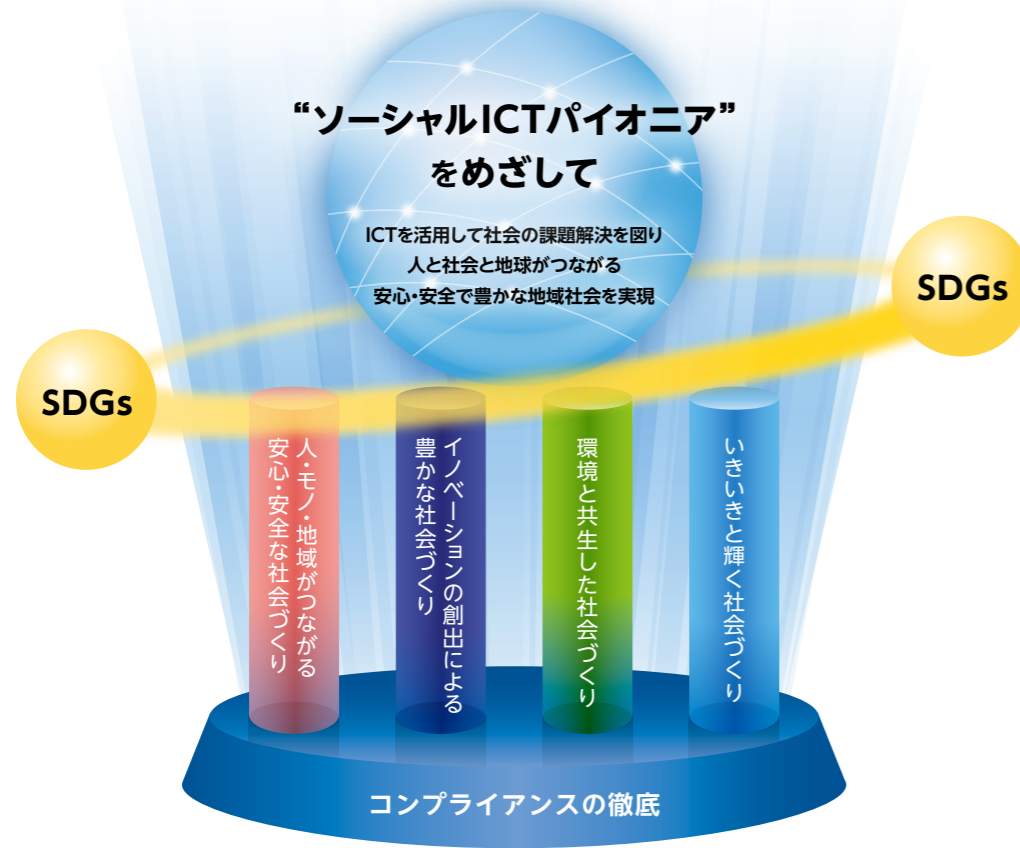 “ソーシャルICTパイオニア”
をめざして
ICTを活用して社会の課題解決を図り
人と社会と地球がつながる
安心・安全で豊かな地域社会を実現
SDGs
SDGs
人・モノ・地域がつながる
安心・安全な社会づくり
イノベーションの創出による
豊かな社会づくり
環境と共生した社会づくり
いきいきと輝く社会づくり
コンプライアンスの徹底